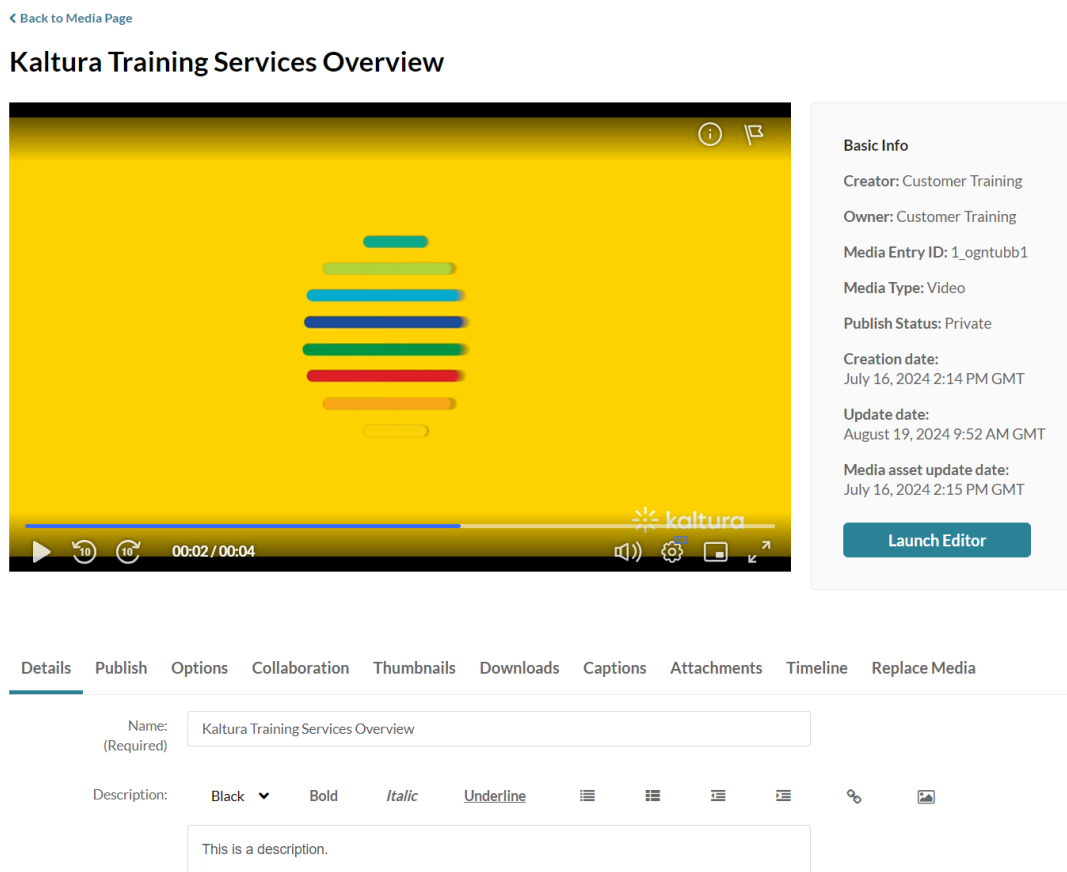 Back to Media Page
Kaltura Training Services Overview
kaltura
10
10
00:02 / 00:04
Basic Info
Creator: Customer Training
Owner: Customer Training
Media Entry ID: 1_ogntubb1
Media Type: Video
Publish Status: Private
Creation date:
July 16, 2024 2:14 PM GMT
Update date:
August 19, 2024 9:52 AM GMT
Media asset update date:
July 16, 2024 2:15 PM GMT
Launch Editor
Details Publish Options Collaboration Thumbnails Downloads Captions Attachments Timeline Replace Media
Name:
(Required)
Kaltura Training Services Overview
Description:
Black Bold Italic Underline
This is a description.